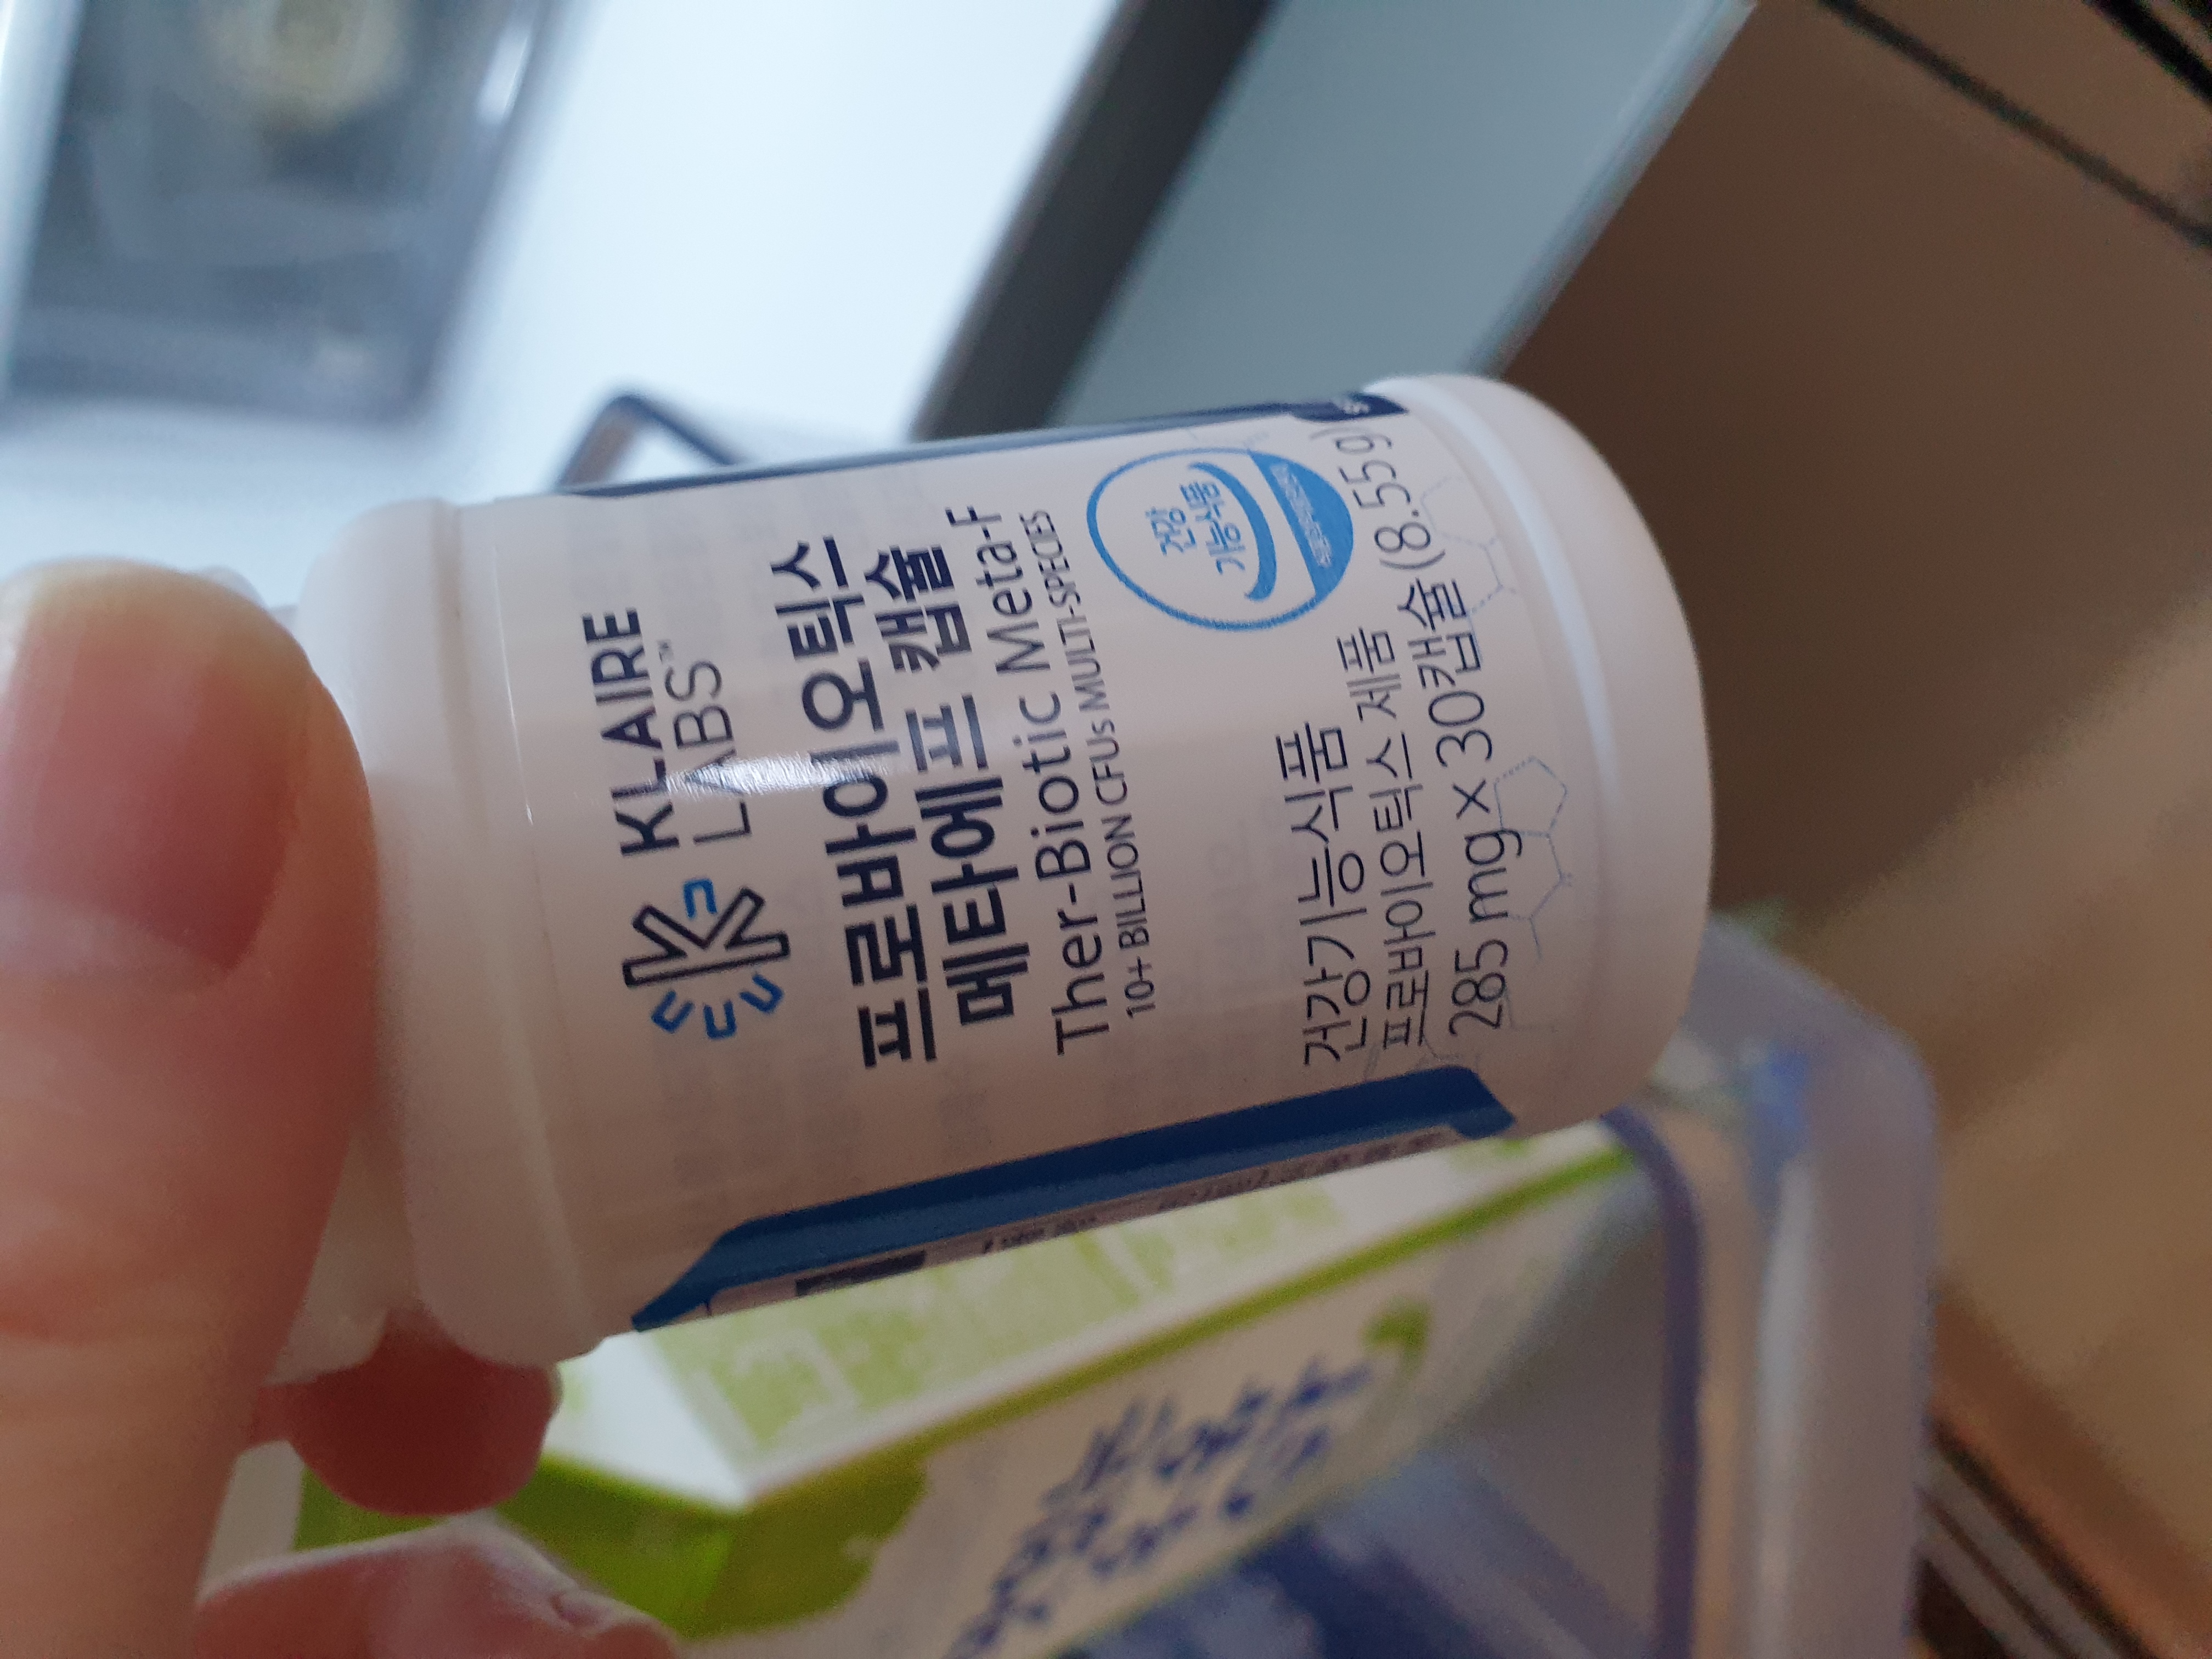 KLAIRE
LABS™
프로바이오틱스
메타에프 캡슐
Ther-Biotic Meta-F
10+ BILLION CFUs MULTI-SPECIES
건강
기능식품
건강기능식품
프로바이오틱스 제품
285 mg × 30캡슐(8.55 g)